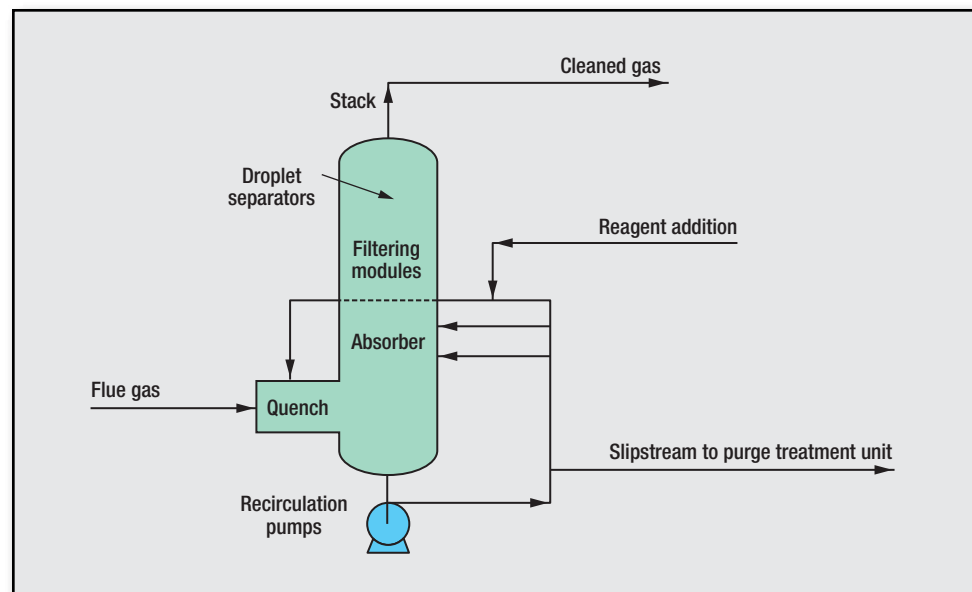 Cleaned gas
Stack
Droplet
separators
Reagent addition
Filtering
modules
Absorber
Flue gas
Quench
Slipstream to purge treatment unit
Recirculation
pumps